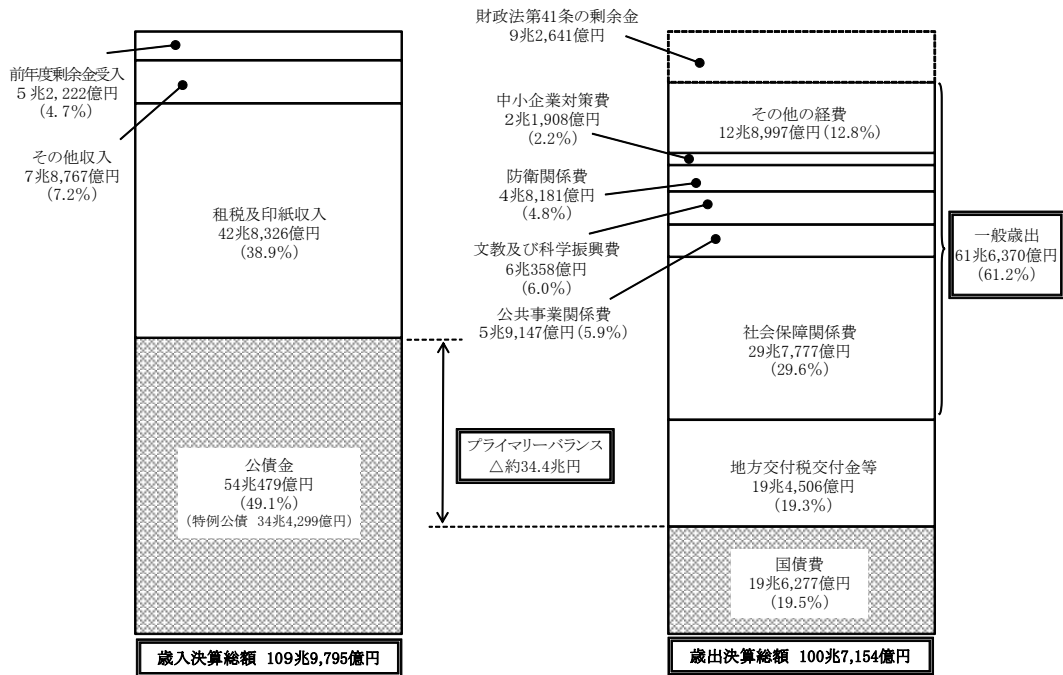 前年度剰余金受入
5兆2,222億円
(4.7%)
その他収入
7兆8,767億円
(7.2%)
租税及印紙収入
42兆8,326億円
(38.9%)
公債金
54兆479億円
(49.1%)
(特例公債 34兆4,299億円)
歳入決算総額 109兆9,795億円
プライマリーバランス
△約34.4兆円
財政法第41条の剰余金
9兆2,641億円
その他の経費
12兆8,997億円(12.8%)
中小企業対策費
2兆1,908億円
(2.2%)
防衛関係費
4兆8,181億円
(4.8%)
文教及び科学振興費
6兆358億円
(6.0%)
公共事業関係費
5兆9,147億円(5.9%)
社会保障関係費
29兆7,777億円
(29.6%)
一般歳出
61兆6,370億円
(61.2%)
地方交付税交付金等
19兆4,506億円
(19.3%)
国債費
19兆6,277億円
(19.5%)
歳出決算総額 100兆7,154億円